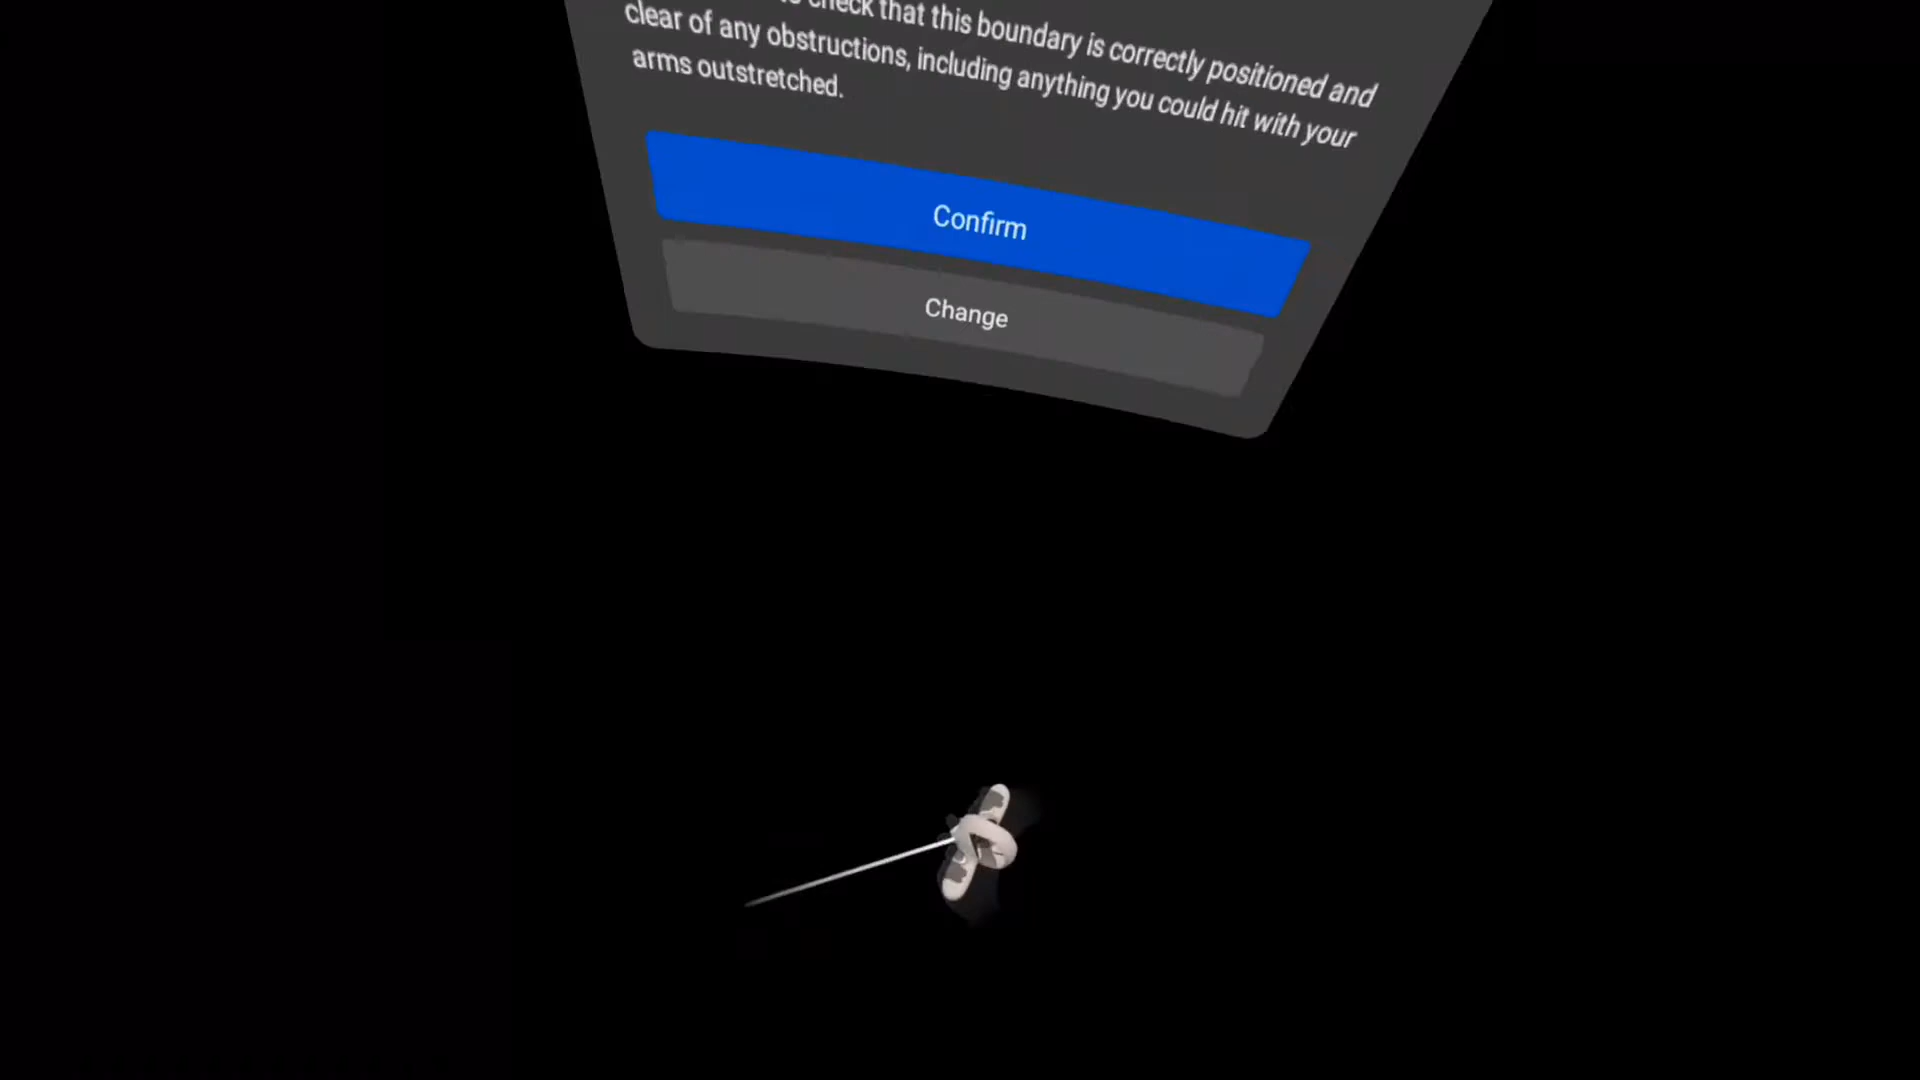 check that this boundary is correctly positioned and
clear of any obstructions, including anything you could hit with your
arms outstretched.
Confirm
Change